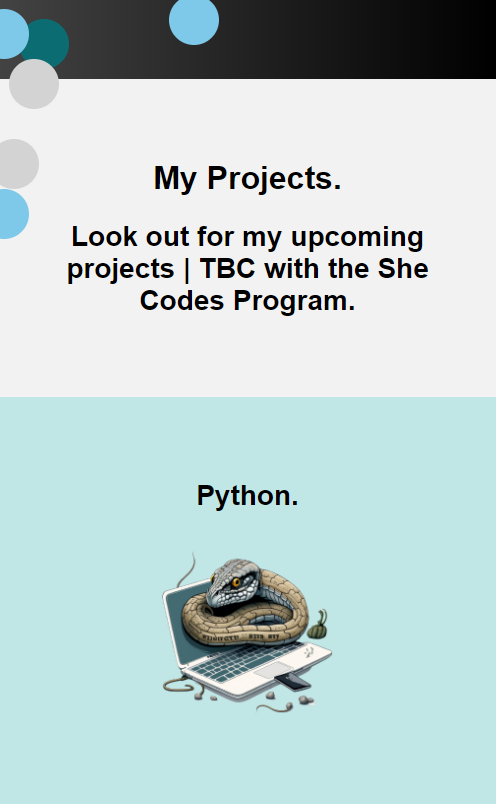 My Projects.
Look out for my upcoming
projects | TBC with the She
Codes Program.
Python.